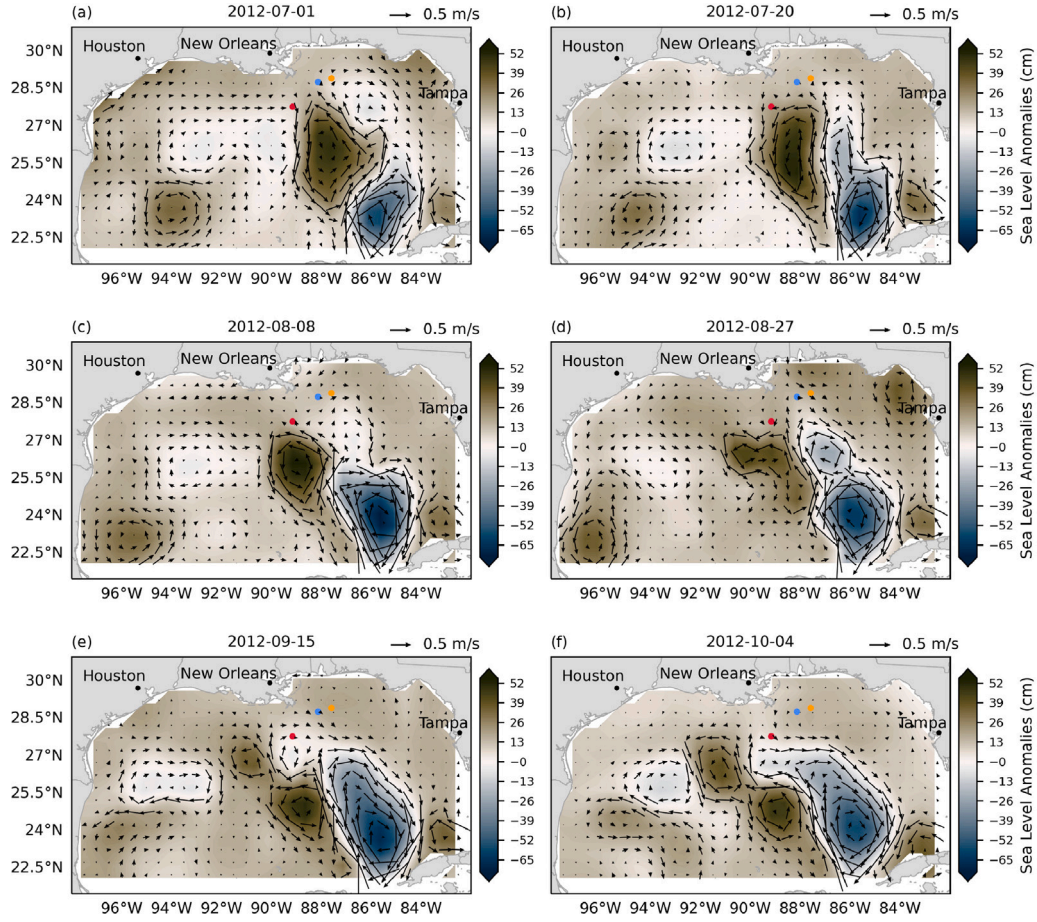 (a) 2012-07-01 0.5 m/s
Houston New Orleans Tampa
30°N
28.5°N
27°N
25.5°N
24°N
22.5°N
96°W 94°W 92°W 90°W 88°W 86°W 84°W
52
39
26
13
−0
−13
−26
−39
−52
−65
(b) 2012-07-20 0.5 m/s
Houston New Orleans Tampa
96°W 94°W 92°W 90°W 88°W 86°W 84°W
52
39
26
13
−0
−13
−26
−39
−52
−65
Sea Level Anomalies (cm)
(c) 2012-08-08 0.5 m/s
Houston New Orleans Tampa
30°N
28.5°N
27°N
25.5°N
24°N
22.5°N
96°W 94°W 92°W 90°W 88°W 86°W 84°W
52
39
26
13
−0
−13
−26
−39
−52
−65
(d) 2012-08-27 0.5 m/s
Houston New Orleans Tampa
96°W 94°W 92°W 90°W 88°W 86°W 84°W
52
39
26
13
−0
−13
−26
−39
−52
−65
Sea Level Anomalies (cm)
(e) 2012-09-15 0.5 m/s
Houston New Orleans Tampa
30°N
28.5°N
27°N
25.5°N
24°N
22.5°N
96°W 94°W 92°W 90°W 88°W 86°W 84°W
52
39
26
13
−0
−13
−26
−39
−52
−65
(f) 2012-10-04 0.5 m/s
Houston New Orleans Tampa
96°W 94°W 92°W 90°W 88°W 86°W 84°W
52
39
26
13
−0
−13
−26
−39
−52
−65
Sea Level Anomalies (cm)